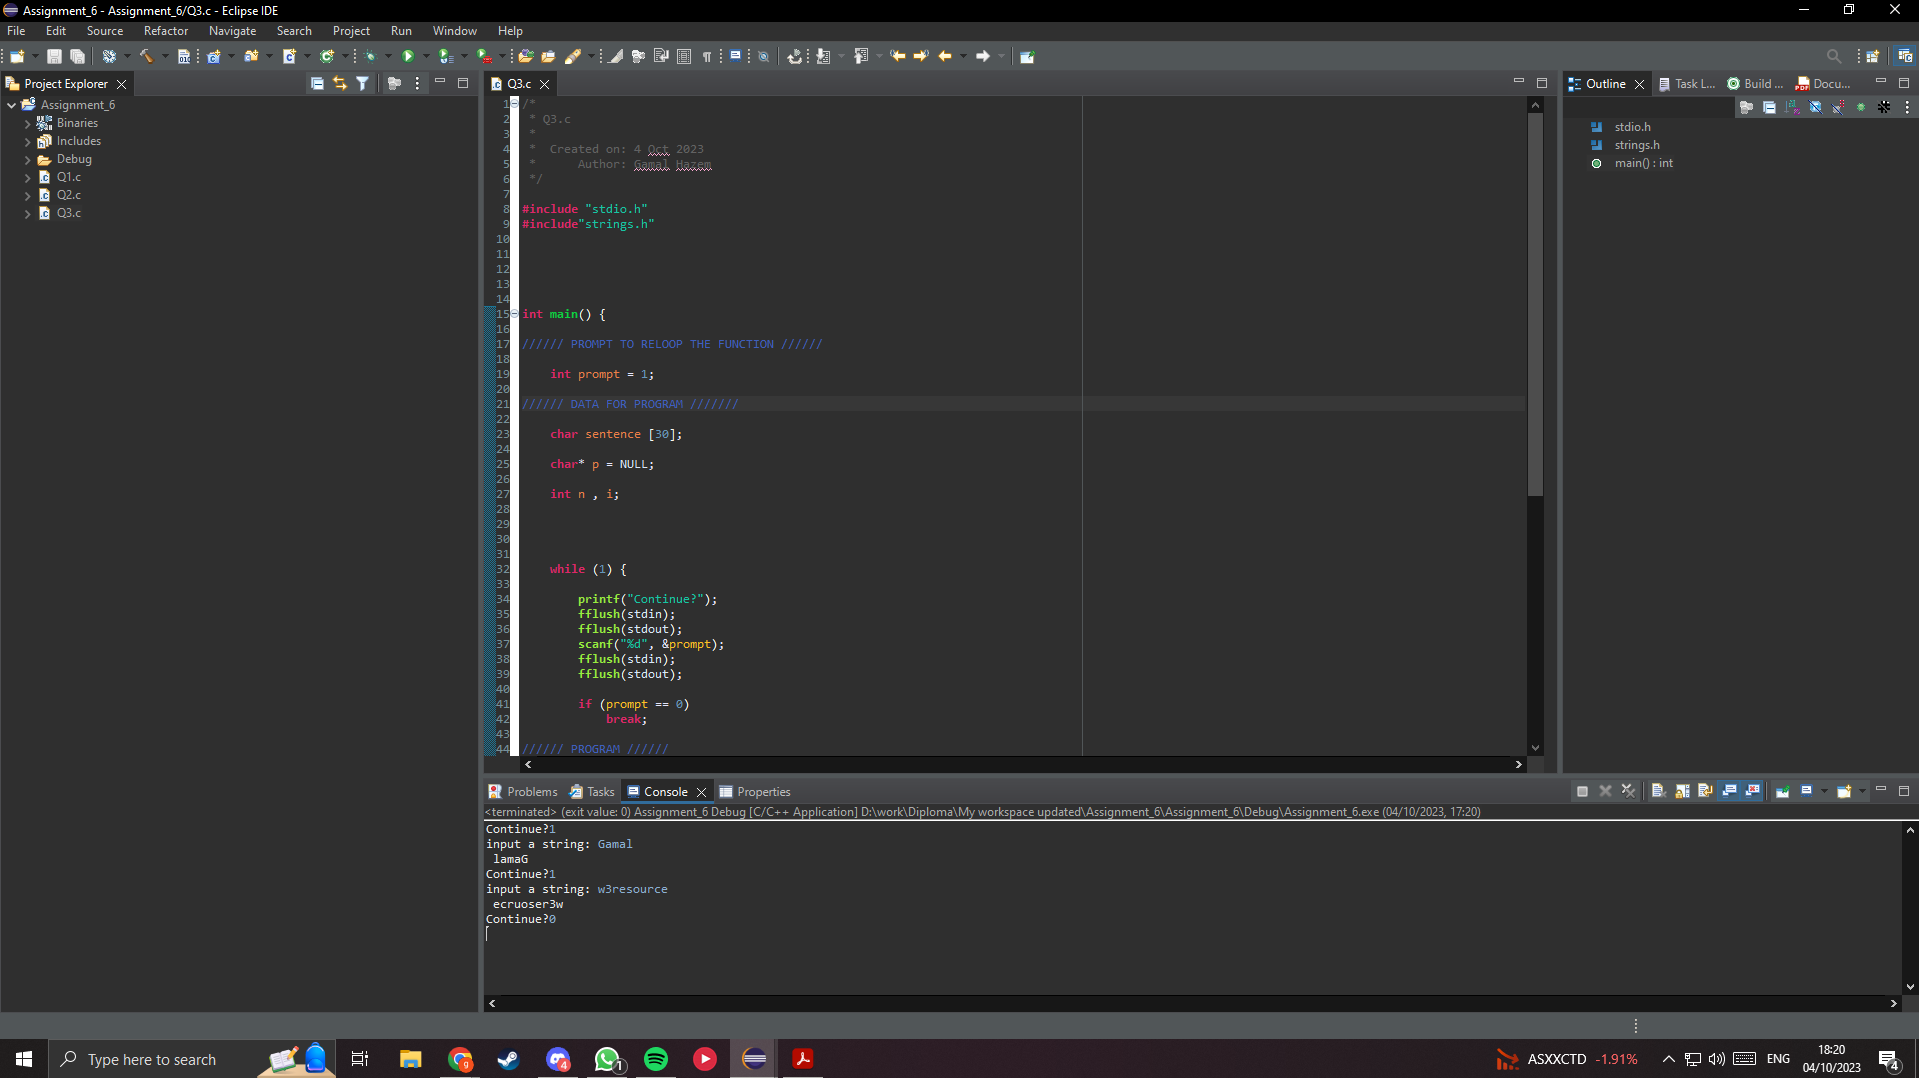 Assignment_6 - Assignment_6/Q3.c - Eclipse IDE
File Edit Source Refactor Navigate Search Project Run Window Help
Project Explorer
Assignment_6
Binaries
Includes
Debug
Q1.c
Q2.c
Q3.c
Q3.c
1 /*
2 * Q3.c
3 *
4 * Created on: 4 Oct 2023
5 * Author: Gamal Hazem
6 */
7
8 #include "stdio.h"
9 #include"strings.h"
10
11
12
13
14
15 int main() {
16
17 ////// PROMPT TO RELOOP THE FUNCTION //////
18
19 int prompt = 1;
20
21 ////// DATA FOR PROGRAM ///////
22
23 char sentence [30];
24
25 char* p = NULL;
26
27 int n , i;
28
29
30
31
32 while (1) {
33
34 printf("Continue?");
35 fflush(stdin);
36 fflush(stdout);
37 scanf("%d", &prompt);
38 fflush(stdin);
39 fflush(stdout);
40
41 if (prompt == 0)
42 break;
43
44 ////// PROGRAM //////
Outline Task L... Build ... Docu...
stdio.h
strings.h
main() : int
Problems Tasks Console Properties
<terminated> (exit value: 0) Assignment_6 Debug [C/C++ Application] D:\work\Diploma\My workspace updated\Assignment_6\Assignment_6\Debug\Assignment_6.exe (04/10/2023, 17:20)
Continue?1
input a string: Gamal
lamaG
Continue?1
input a string: w3resource
ecruoser3w
Continue?0
Type here to search
9
4
1
ASXXCTD -1.91%
ENG
18:20
04/10/2023
4